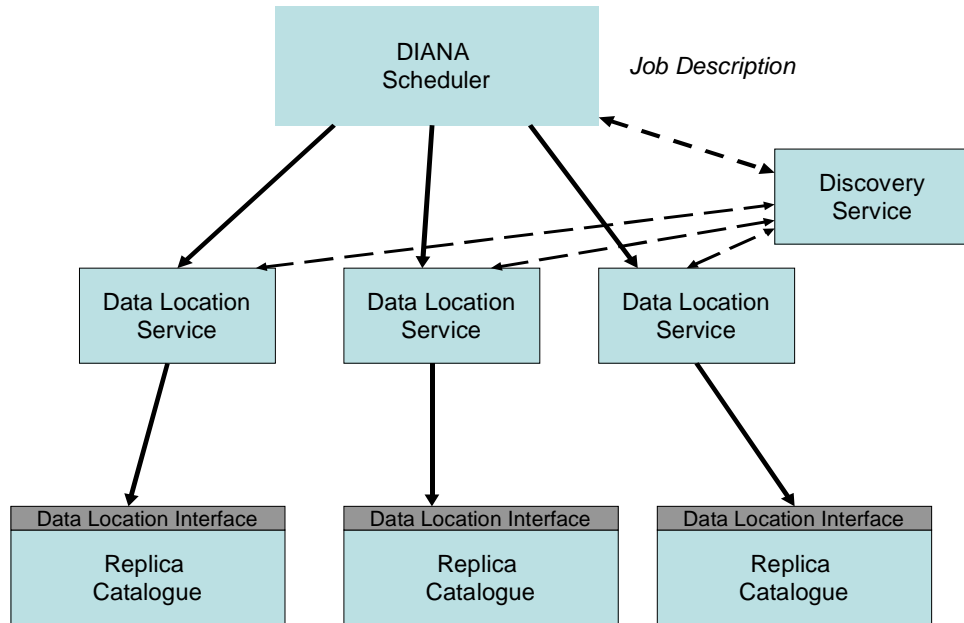 DIANA
Scheduler
Job Description
Discovery
Service
Data Location
Service
Data Location
Service
Data Location
Service
Data Location Interface
Replica
Catalogue
Data Location Interface
Replica
Catalogue
Data Location Interface
Replica
Catalogue